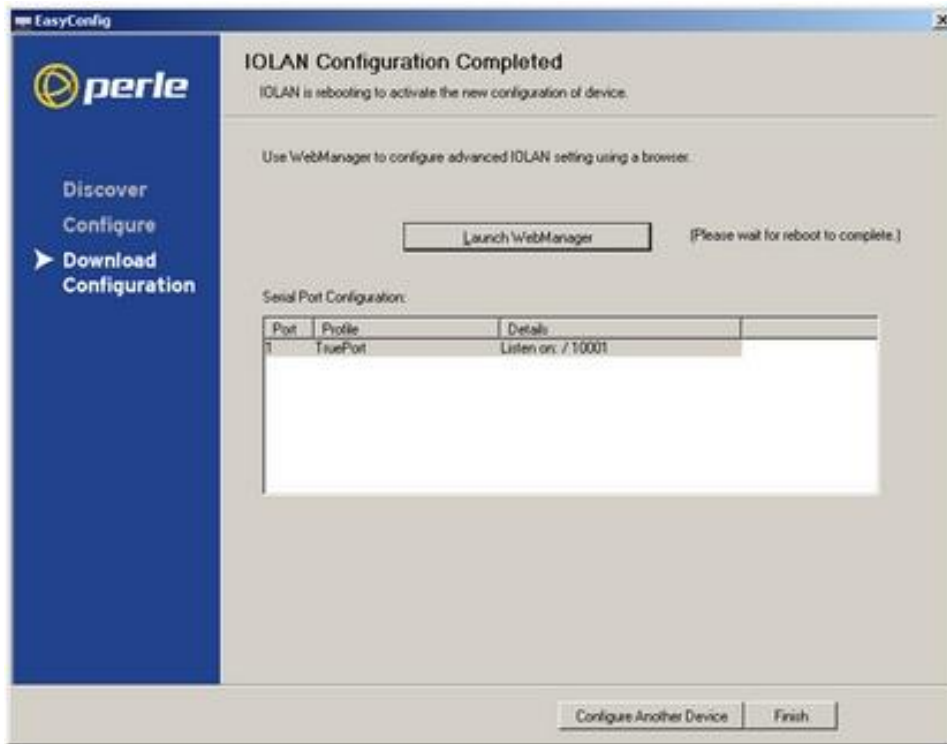 EasyConfig
perle
Discover
Configure
Download
Configuration
IOLAN Configuration Completed
IOLAN is rebooting to activate the new configuration of device.
Use WebManager to configure advanced IOLAN setting using a browser.
Launch WebManager
[Please wait for reboot to complete.]
Serial Port Configuration:
Port Profile Details
1 TruePort Listen on: / 10001
Configure Another Device
Finish